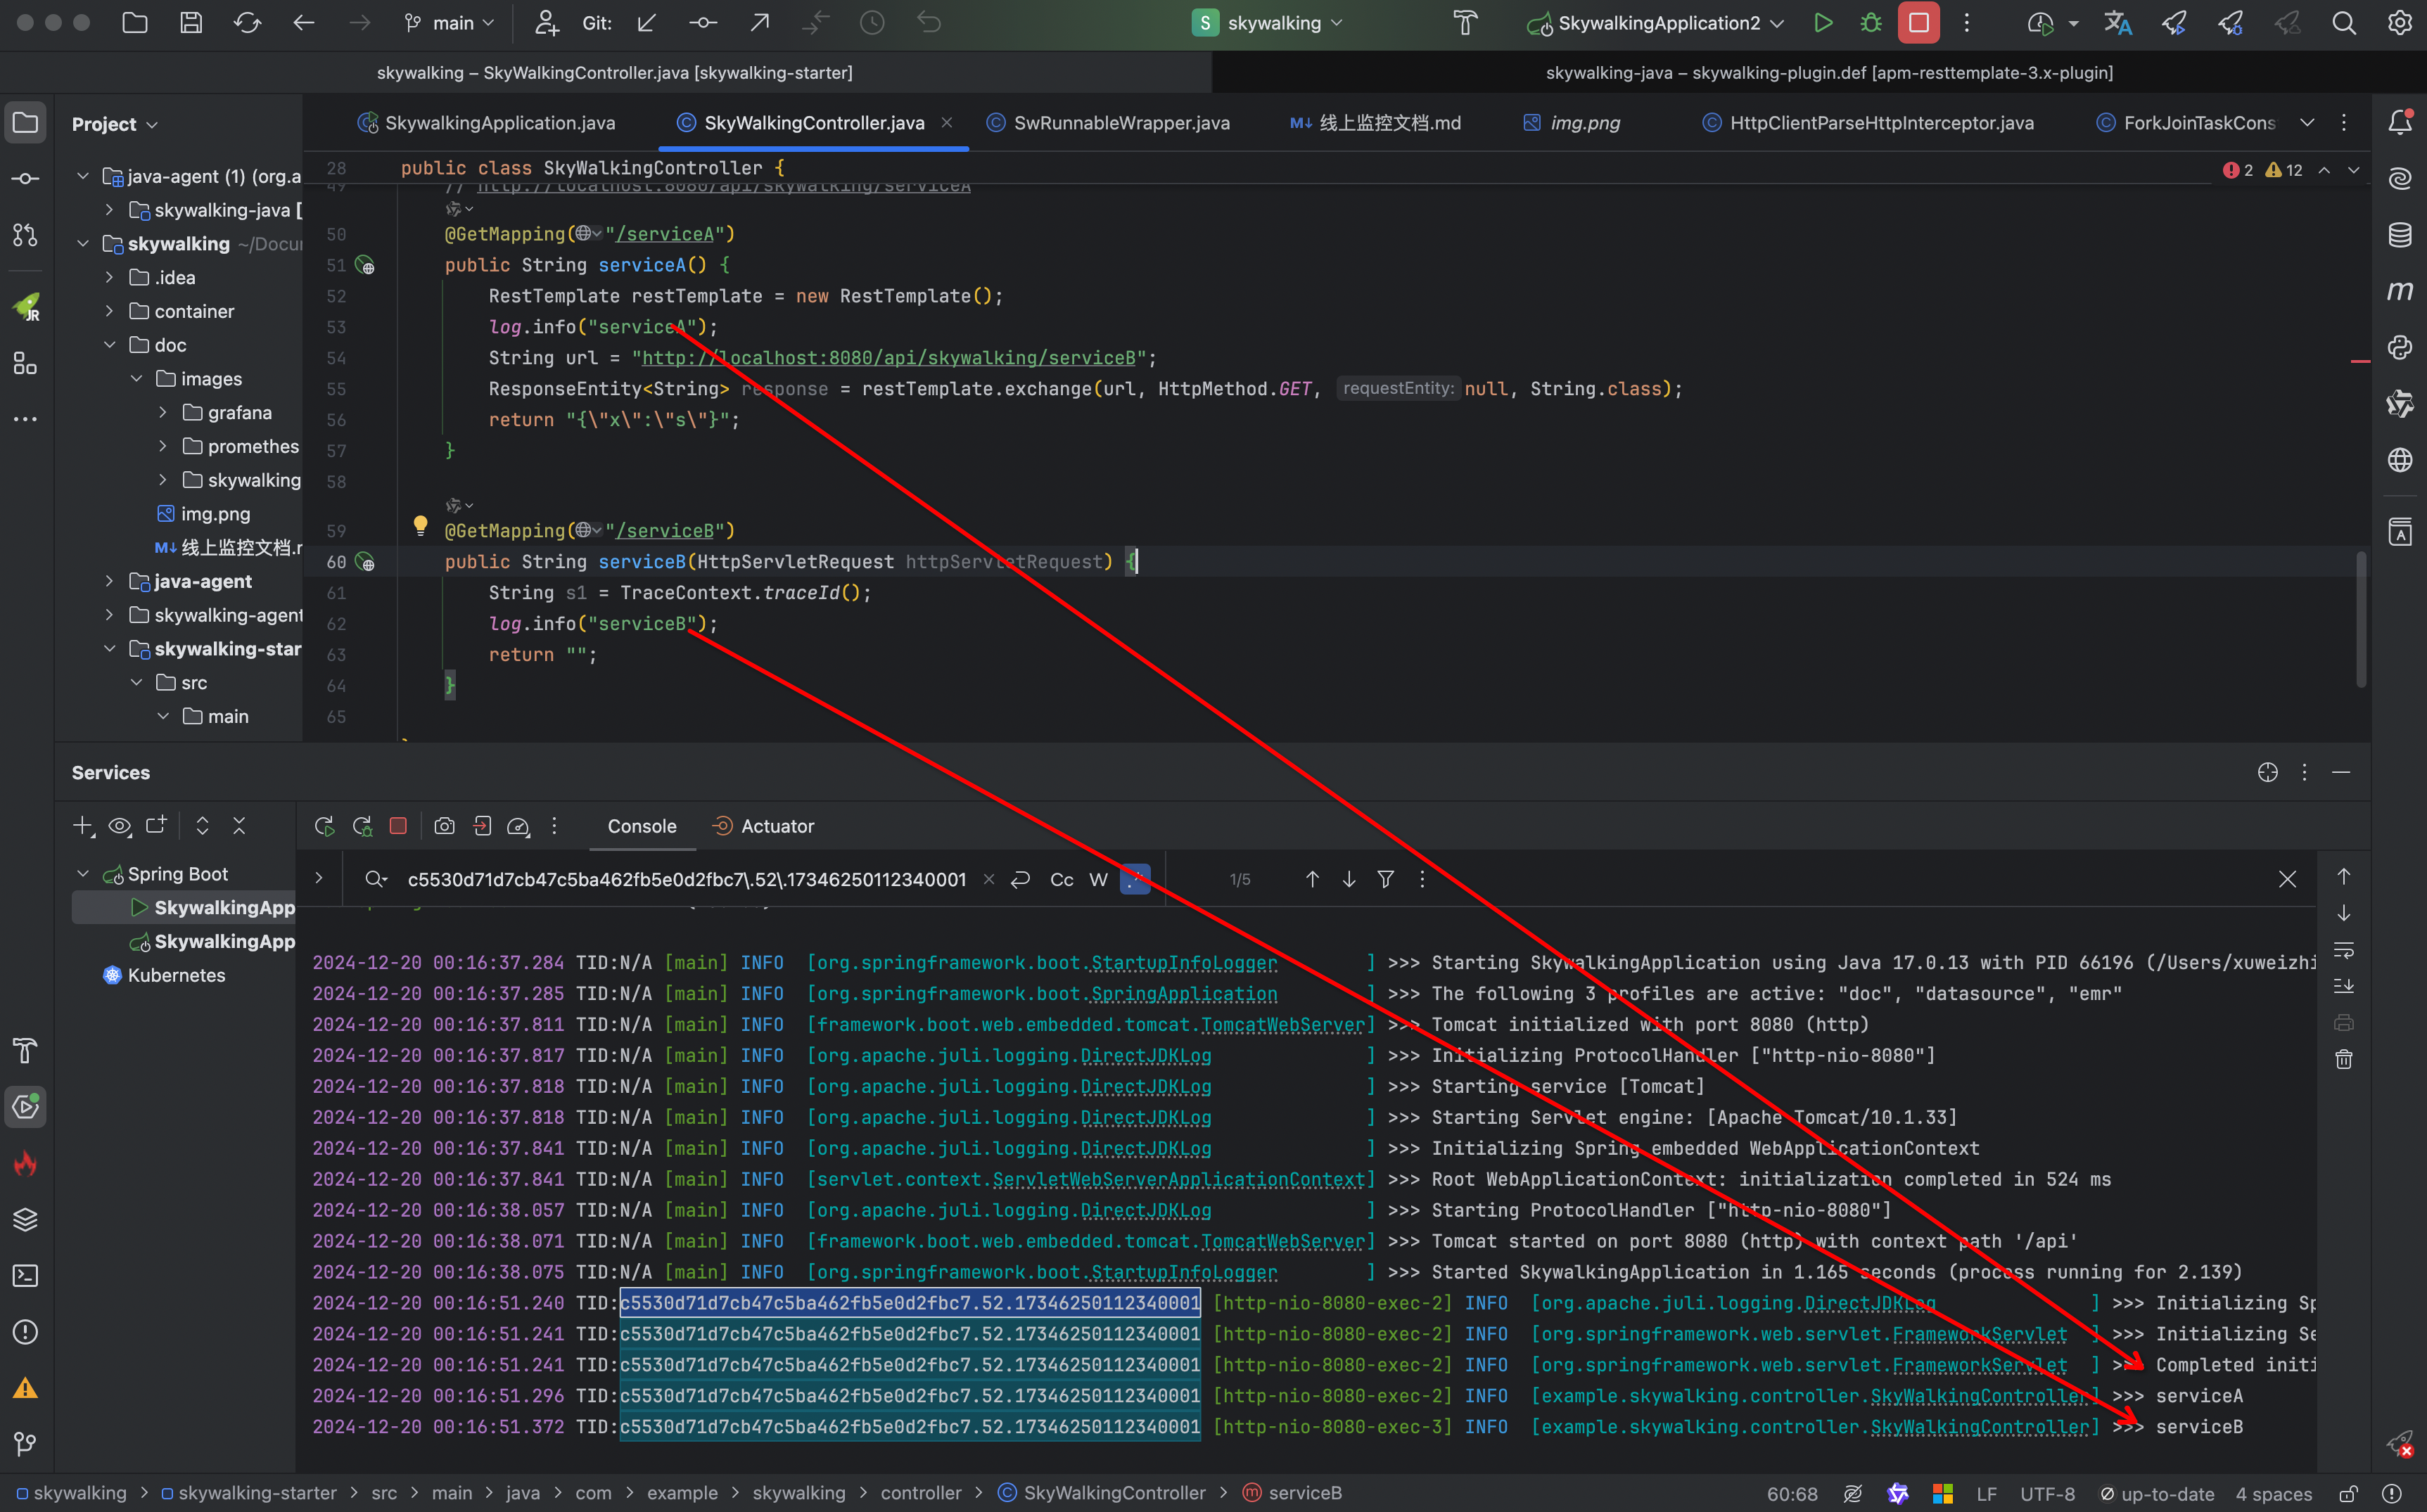 main
Git:
S skywalking
SkywalkingApplication2
skywalking – SkyWalkingController.java [skywalking-starter]
skywalking-java – skywalking-plugin.def [apm-resttemplate-3.x-plugin]
Project
SkywalkingApplication.java
SkyWalkingController.java
SwRunnableWrapper.java
M↓ 线上监控文档.md
img.png
HttpClientParseHttpInterceptor.java
ForkJoinTaskCons
java-agent (1) (org.a
skywalking-java [
skywalking ~/Docu
.idea
container
doc
images
grafana
promethes
skywalking
img.png
M↓ 线上监控文档.r
java-agent
skywalking-agent
skywalking-star
src
main
28 public class SkyWalkingController {
2 12
49 // http://localhost:8080/api/skywalking/serviceA
50 @GetMapping("/serviceA")
51 public String serviceA() {
52 RestTemplate restTemplate = new RestTemplate();
53 log.info("serviceA");
54 String url = "http://localhost:8080/api/skywalking/serviceB";
55 ResponseEntity<String> response = restTemplate.exchange(url, HttpMethod.GET, requestEntity: null, String.class);
56 return "{\"x\":\"s\"}";
57 }
58
59 @GetMapping("/serviceB")
60 public String serviceB(HttpServletRequest httpServletRequest) {
61 String s1 = TraceContext.traceId();
62 log.info("serviceB");
63 return "";
64 }
65
Services
Console
Actuator
Spring Boot
SkywalkingApp
SkywalkingApp
Kubernetes
c5530d71d7cb47c5ba462fb5e0d2fbc7\.52\.17346250112340001
Cc W .*
1/5
2024-12-20 00:16:37.284 TID:N/A [main] INFO [org.springframework.boot.StartupInfoLogger ] >>> Starting SkywalkingApplication using Java 17.0.13 with PID 66196 (/Users/xuweizhi
2024-12-20 00:16:37.285 TID:N/A [main] INFO [org.springframework.boot.SpringApplication ] >>> The following 3 profiles are active: "doc", "datasource", "emr"
2024-12-20 00:16:37.811 TID:N/A [main] INFO [framework.boot.web.embedded.tomcat.TomcatWebServer] >>> Tomcat initialized with port 8080 (http)
2024-12-20 00:16:37.817 TID:N/A [main] INFO [org.apache.juli.logging.DirectJDKLog ] >>> Initializing ProtocolHandler ["http-nio-8080"]
2024-12-20 00:16:37.818 TID:N/A [main] INFO [org.apache.juli.logging.DirectJDKLog ] >>> Starting service [Tomcat]
2024-12-20 00:16:37.818 TID:N/A [main] INFO [org.apache.juli.logging.DirectJDKLog ] >>> Starting Servlet engine: [Apache Tomcat/10.1.33]
2024-12-20 00:16:37.841 TID:N/A [main] INFO [org.apache.juli.logging.DirectJDKLog ] >>> Initializing Spring embedded WebApplicationContext
2024-12-20 00:16:37.841 TID:N/A [main] INFO [servlet.context.ServletWebServerApplicationContext] >>> Root WebApplicationContext: initialization completed in 524 ms
2024-12-20 00:16:38.057 TID:N/A [main] INFO [org.apache.juli.logging.DirectJDKLog ] >>> Starting ProtocolHandler ["http-nio-8080"]
2024-12-20 00:16:38.071 TID:N/A [main] INFO [framework.boot.web.embedded.tomcat.TomcatWebServer] >>> Tomcat started on port 8080 (http) with context path '/api'
2024-12-20 00:16:38.075 TID:N/A [main] INFO [org.springframework.boot.StartupInfoLogger ] >>> Started SkywalkingApplication in 1.165 seconds (process running for 2.139)
2024-12-20 00:16:51.240 TID:c5530d71d7cb47c5ba462fb5e0d2fbc7.52.17346250112340001 [http-nio-8080-exec-2] INFO [org.apache.juli.logging.DirectJDKLog ] >>> Initializing Sp
2024-12-20 00:16:51.241 TID:c5530d71d7cb47c5ba462fb5e0d2fbc7.52.17346250112340001 [http-nio-8080-exec-2] INFO [org.springframework.web.servlet.FrameworkServlet ] >>> Initializing Se
2024-12-20 00:16:51.241 TID:c5530d71d7cb47c5ba462fb5e0d2fbc7.52.17346250112340001 [http-nio-8080-exec-2] INFO [org.springframework.web.servlet.FrameworkServlet ] >>> Completed initi
2024-12-20 00:16:51.296 TID:c5530d71d7cb47c5ba462fb5e0d2fbc7.52.17346250112340001 [http-nio-8080-exec-2] INFO [example.skywalking.controller.SkyWalkingController] >>> serviceA
2024-12-20 00:16:51.372 TID:c5530d71d7cb47c5ba462fb5e0d2fbc7.52.17346250112340001 [http-nio-8080-exec-3] INFO [example.skywalking.controller.SkyWalkingController] >>> serviceB
skywalking > skywalking-starter > src > main > java > com > example > skywalking > controller > SkyWalkingController > serviceB
60:68 LF UTF-8 up-to-date 4 spaces